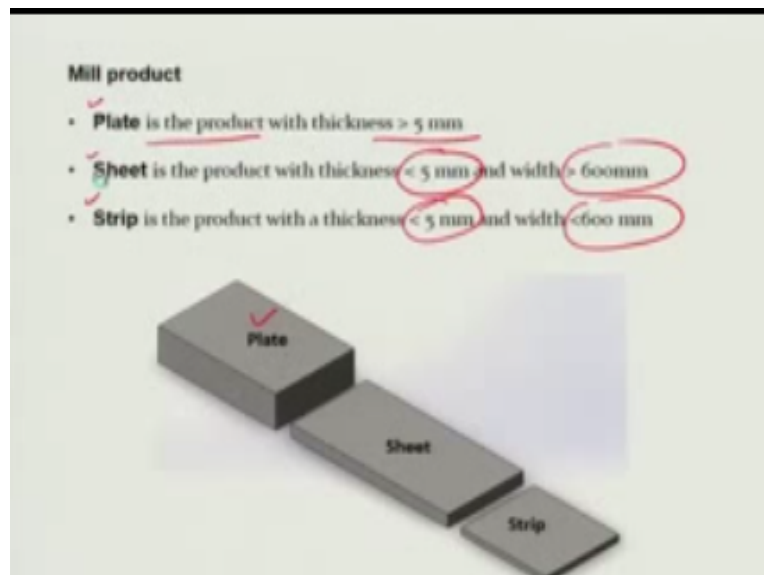 Mill product
• Plate is the product with thickness > 5 mm
• Sheet is the product with thickness < 5 mm and width > 600mm
• Strip is the product with a thickness < 5 mm and width <600 mm
Plate
Sheet
Strip